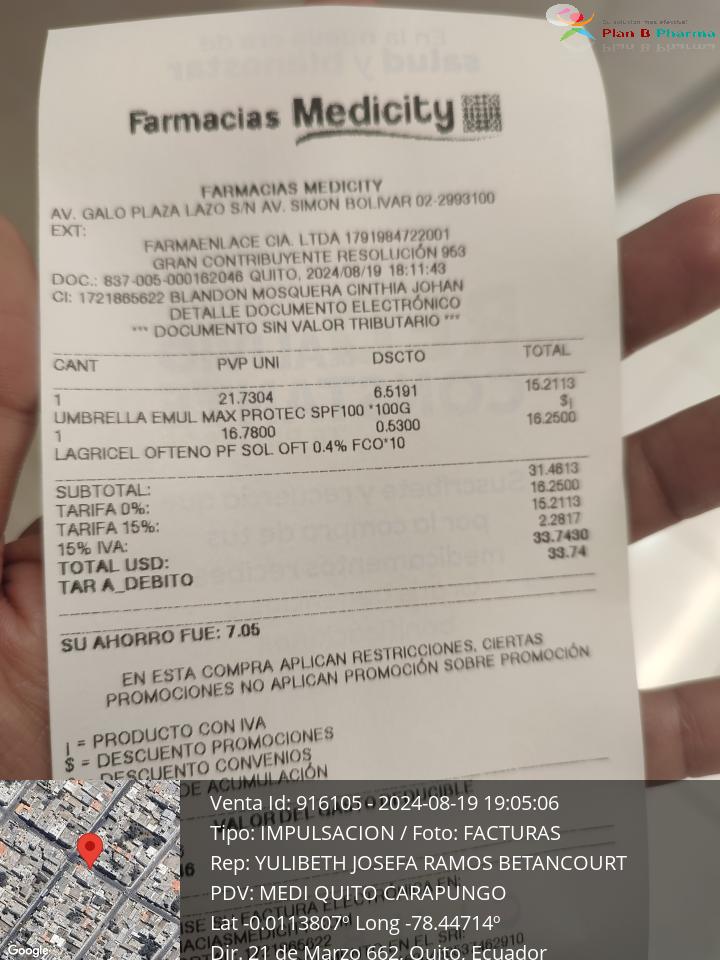 Su solución más efectiva!
Plan B Pharma
Farmacias Medicity
FARMACIAS MEDICITY
AV. GALO PLAZA LAZO S/N AV. SIMON BOLIVAR 02-2993100
EXT:
FARMAENLACE CIA. LTDA 1791984722001
GRAN CONTRIBUYENTE RESOLUCIÓN 953
DOC.: 837-005-000162046 QUITO, 2024/08/19 18:11:43
CI: 1721865622 BLANDON MOSQUERA CINTHIA JOHAN
DETALLE DOCUMENTO ELECTRÓNICO
*** DOCUMENTO SIN VALOR TRIBUTARIO ***
CANT PVP UNI DSCTO TOTAL
1 21.7304 6.5191 15.2113
UMBRELLA EMUL MAX PROTEC SPF100 *100G $|
1 16.7800 0.5300 16.2500
LAGRICEL OFTENO PF SOL OFT 0.4% FCO*10
SUBTOTAL: 31.4613
TARIFA 0%: 16.2500
TARIFA 15%: 15.2113
15% IVA: 2.2817
TOTAL USD: 33.7430
TAR A_DEBITO 33.74
SU AHORRO FUE: 7.05
EN ESTA COMPRA APLICAN RESTRICCIONES, CIERTAS
PROMOCIONES NO APLICAN PROMOCIÓN SOBRE PROMOCIÓN
| = PRODUCTO CON IVA
$ = DESCUENTO PROMOCIONES
DESCUENTO CONVENIOS
DE ACUMULACIÓN
VALOR DEL GASTO DEDUCIBLE
Venta Id: 916105 - 2024-08-19 19:05:06
Tipo: IMPULSACION / Foto: FACTURAS
Rep: YULIBETH JOSEFA RAMOS BETANCOURT
PDV: MEDI QUITO CARAPUNGO
Lat -0.0113807º Long -78.44714º
Dir. 21 de Marzo 662, Quito, Ecuador
Google